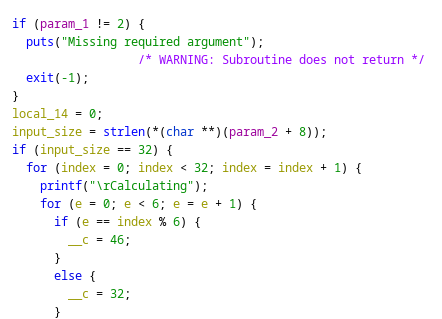 if (param_1 != 2) {
puts("Missing required argument");
/* WARNING: Subroutine does not return */
exit(-1);
}
local_14 = 0;
input_size = strlen(*(char **)(param_2 + 8));
if (input_size == 32) {
for (index = 0; index < 32; index = index + 1) {
printf("\rCalculating");
for (e = 0; e < 6; e = e + 1) {
if (e == index % 6) {
__c = 46;
}
else {
__c = 32;
}